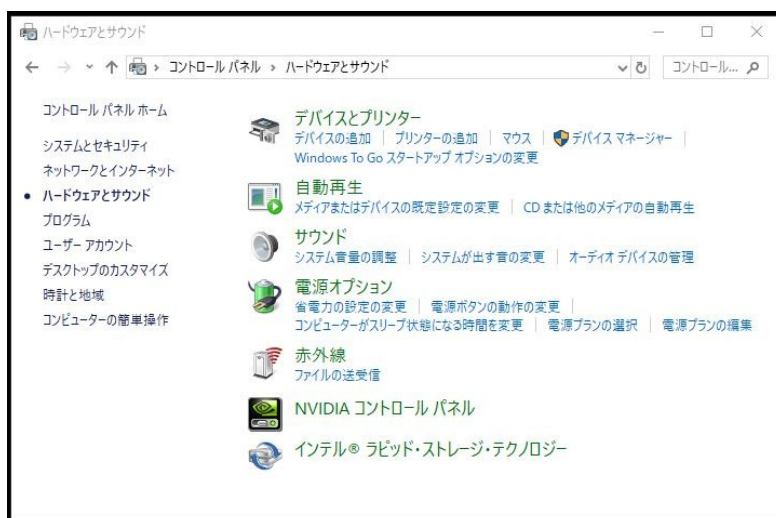 ハードウェアとサウンド
コントロール パネル › ハードウェアとサウンド
コントロール...
コントロール パネル ホーム
システムとセキュリティ
ネットワークとインターネット
ハードウェアとサウンド
プログラム
ユーザー アカウント
デスクトップのカスタマイズ
時計と地域
コンピューターの簡単操作
デバイスとプリンター
デバイスの追加 | プリンターの追加 | マウス | デバイス マネージャー |
Windows To Go スタートアップ オプションの変更
自動再生
メディアまたはデバイスの既定設定の変更 | CD または他のメディアの自動再生
サウンド
システム音量の調整 | システムが出す音の変更 | オーディオ デバイスの管理
電源オプション
省電力の設定の変更 | 電源ボタンの動作の変更 |
コンピューターがスリープ状態になる時間を変更 | 電源プランの選択 | 電源プランの編集
赤外線
ファイルの送受信
NVIDIA コントロール パネル
インテル® ラピッド・ストレージ・テクノロジー